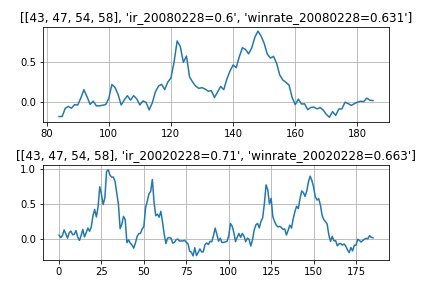 [[43, 47, 54, 58], 'ir_20080228=0.6', 'winrate_20080228=0.631']
0.5
0.0
80 100 120 140 160 180
[[43, 47, 54, 58], 'ir_20020228=0.71', 'winrate_20020228=0.663']
1.0
0.5
0.0
0 25 50 75 100 125 150 175